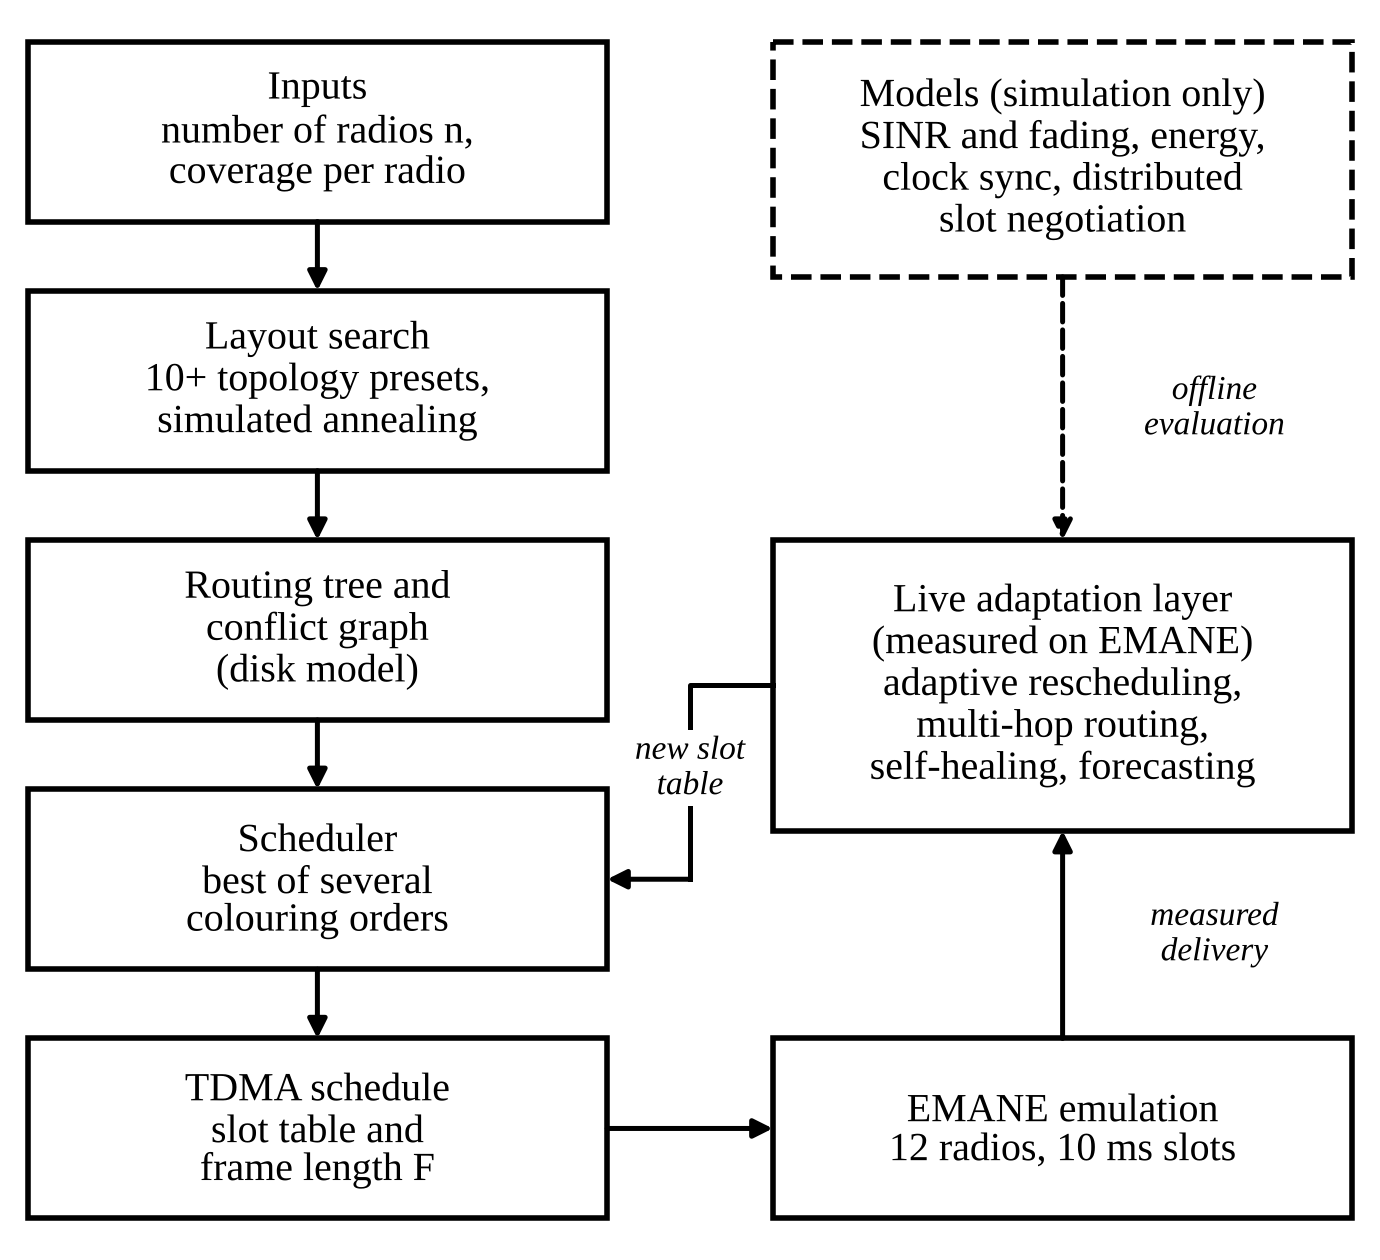 Inputs
number of radios n,
coverage per radio
Layout search
10+ topology presets,
simulated annealing
Routing tree and
conflict graph
(disk model)
Scheduler
best of several
colouring orders
TDMA schedule
slot table and
frame length F
Models (simulation only)
SINR and fading, energy,
clock sync, distributed
slot negotiation
offline
evaluation
Live adaptation layer
(measured on EMANE)
adaptive rescheduling,
multi-hop routing,
self-healing, forecasting
new slot
table
measured
delivery
EMANE emulation
12 radios, 10 ms slots